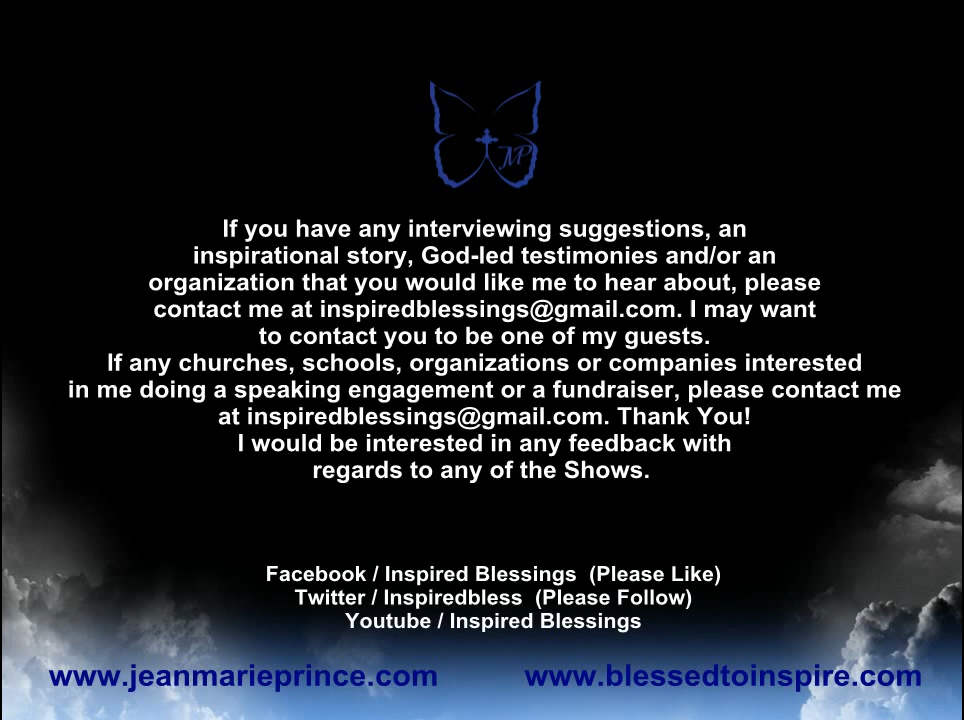 JMP
If you have any interviewing suggestions, an
inspirational story, God-led testimonies and/or an
organization that you would like me to hear about, please
contact me at inspiredblessings@gmail.com. I may want
to contact you to be one of my guests.
If any churches, schools, organizations or companies interested
in me doing a speaking engagement or a fundraiser, please contact me
at inspiredblessings@gmail.com. Thank You!
I would be interested in any feedback with
regards to any of the Shows.
Facebook / Inspired Blessings (Please Like)
Twitter / Inspiredbless (Please Follow)
Youtube / Inspired Blessings
www.jeanmarieprince.com www.blessedtoinspire.com